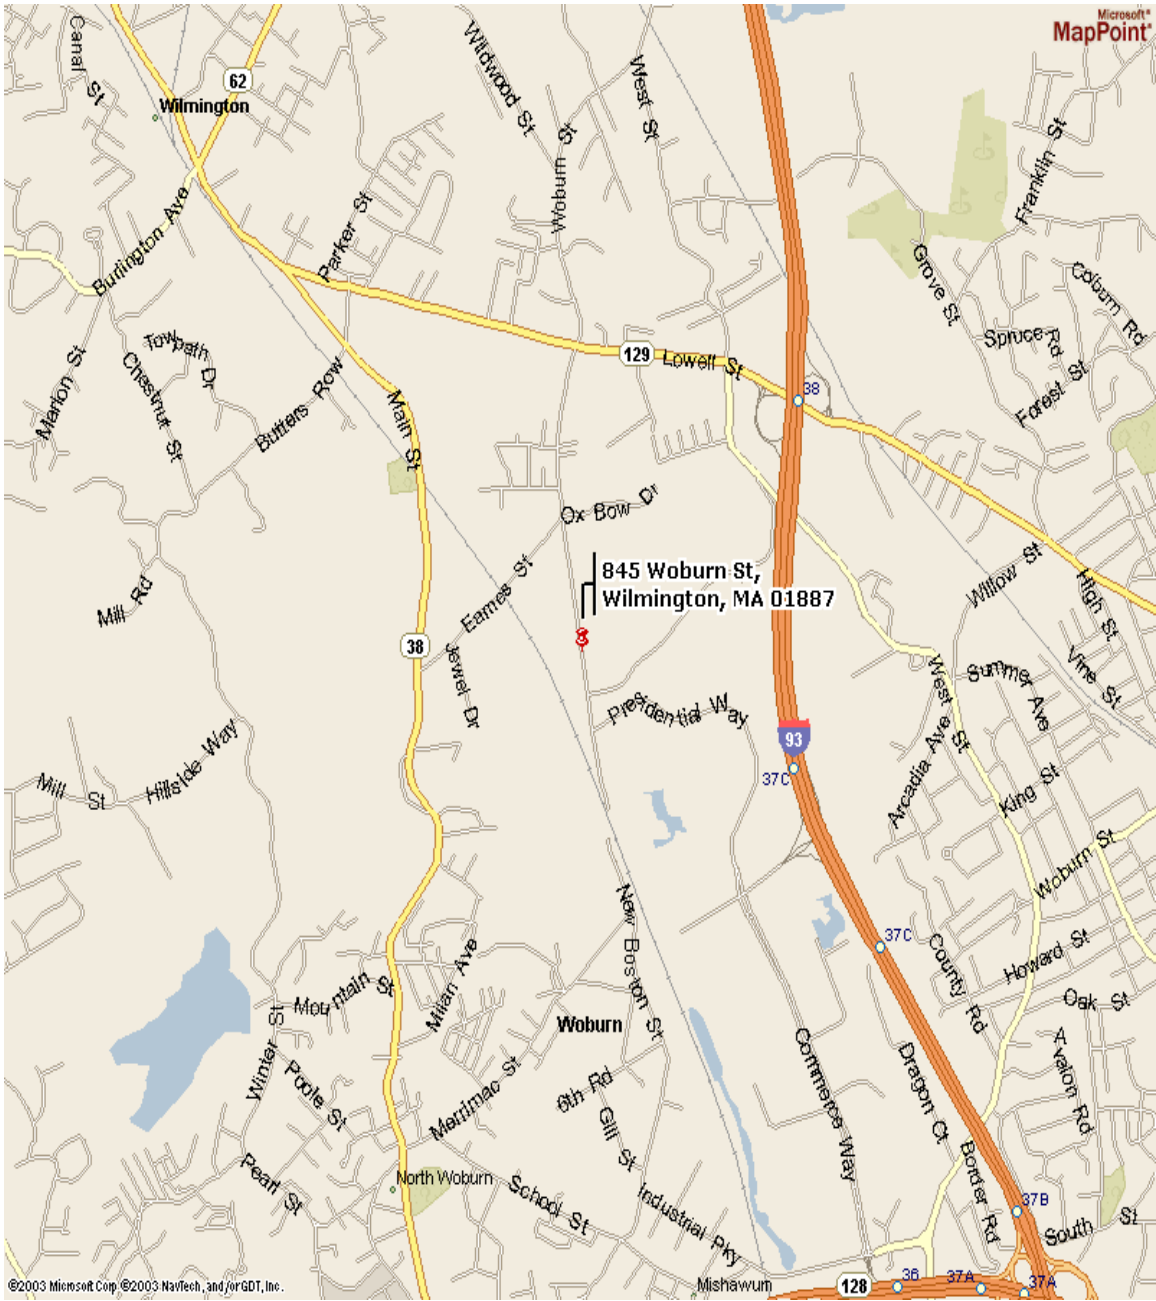 Microsoft®
MapPoint®
Canal St
62
Wilmington
Wildwood St
West St
Woburn St
Franklin St
Burlington Ave
Parker St
Grove St
Coburn Rd
Spruce Rd
Towpath Dr
129
Lowell St
Marion St
Chestnut St
Butters Row
Main St
38
Forest St
Ox Bow Dr
845 Woburn St,
Wilmington, MA 01887
Willow St
High St
Mill Rd
Eames St
38
Jewel Dr
West St
Summer Ave
Vine St
Presidential Way
93
37C
Arcadia Ave
Mill St
Hillside Way
King St
Woburn St
New Boston St
37C
County Rd
Howard St
Oak St
Mountain St
Milan Ave
Woburn
Winter St
Poole St
Merrimac St
6th Rd
Gill St
Commerce Way
Dragon Ct
Avalon Rd
Border Rd
Pearl St
North Woburn
School St
Industrial Pky
37B
South St
Mishawum
128
36
37A
37A
©2003 Microsoft Corp ©2003 NavTech, and/or GDT, Inc.